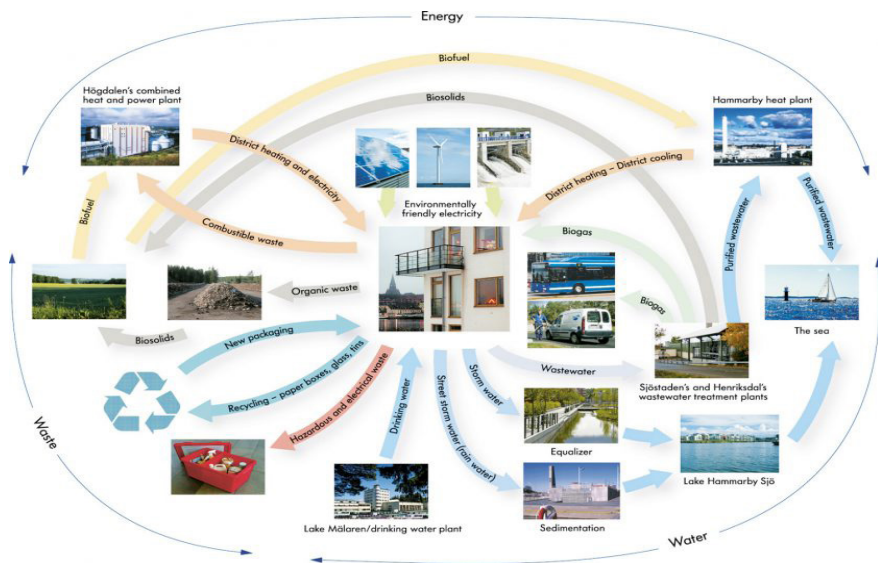 Energy
Biofuel
Högdalen's combined
heat and power plant
Biosolids
Hammarby heat plant
District heating and electricity
District heating – District cooling
Environmentally
friendly electricity
Combustible waste
Biofuel
Biogas
Purified wastewater
Purified wastewater
Organic waste
Biogas
The sea
Biosolids
New packaging
Wastewater
Sjöstaden's and Henriksdal's
wastewater treatment plants
Recycling – paper boxes, glass, tins
Hazardous and electrical waste
Drinking water
Street storm water (rain water)
Storm water
Equalizer
Lake Hammarby Sjö
Waste
Lake Mälaren/drinking water plant
Sedimentation
Water